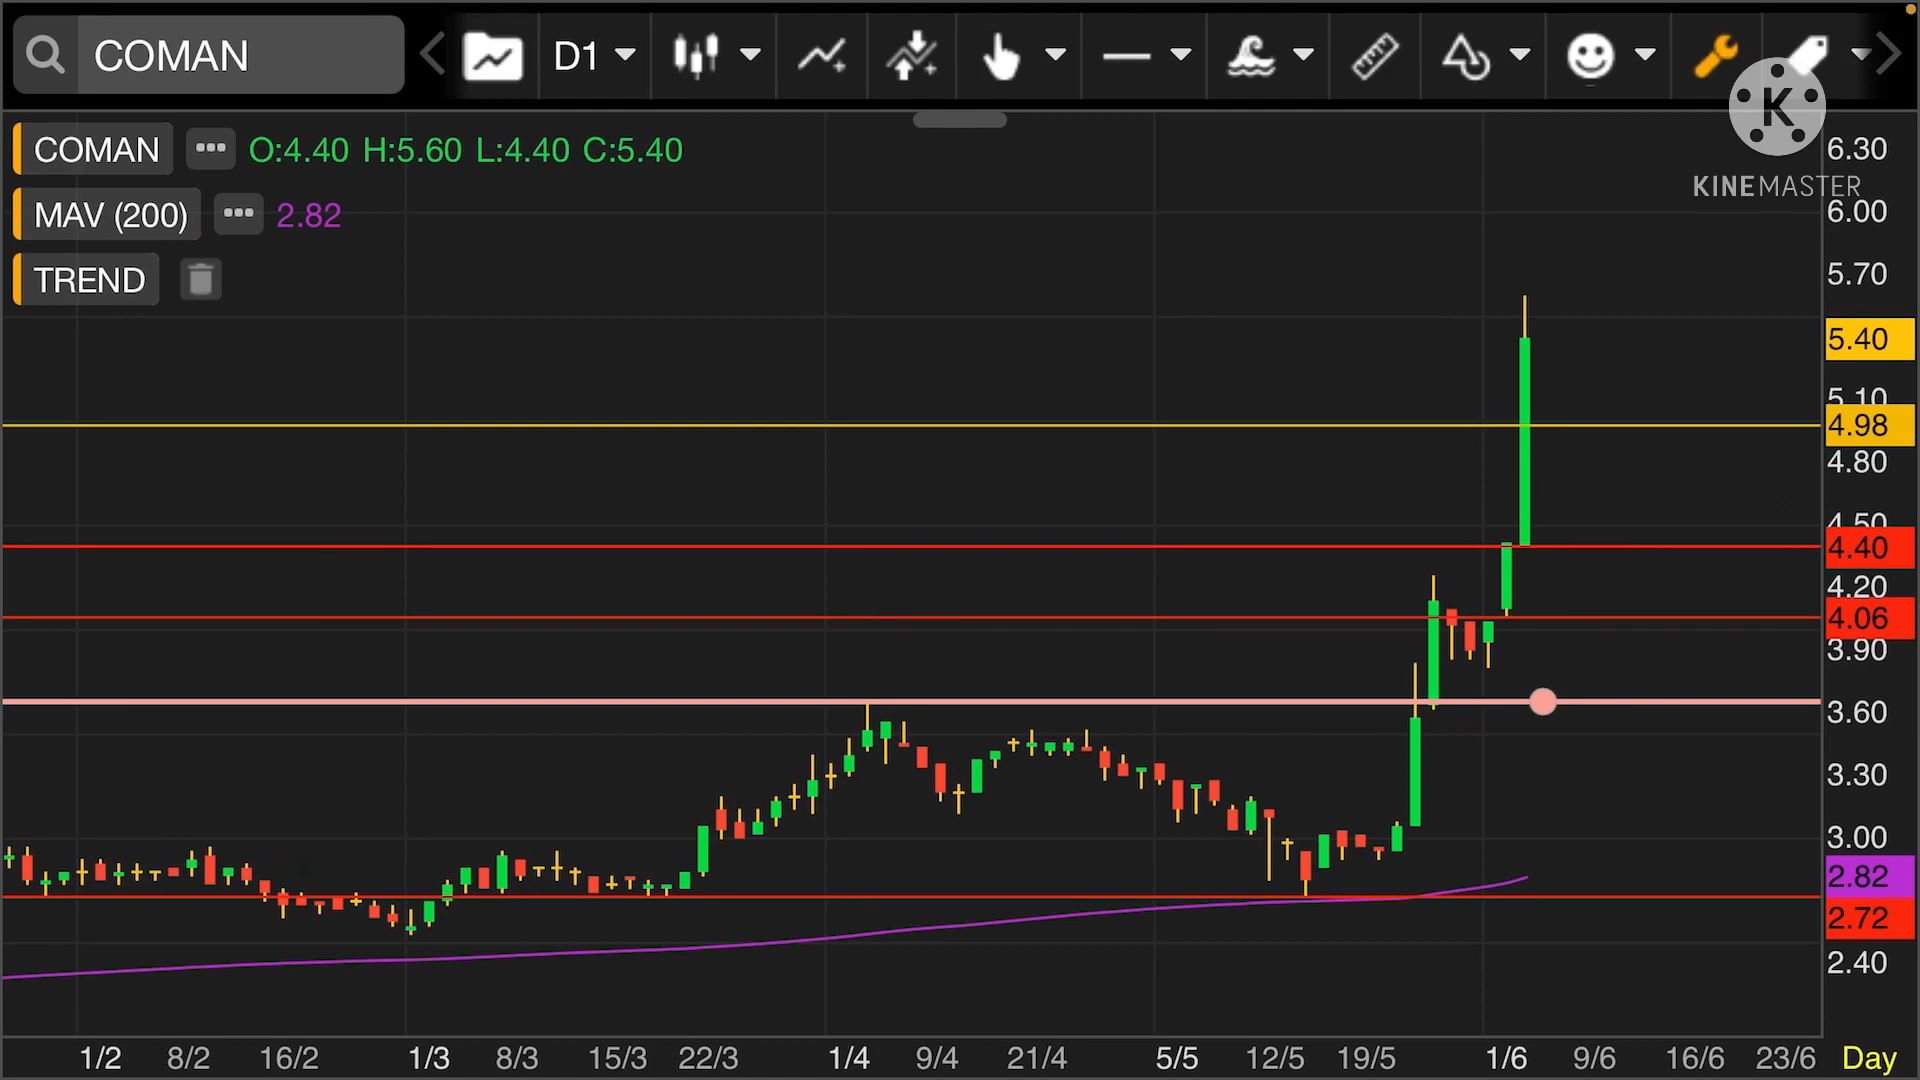 COMAN
D1
K
KINEMASTER
COMAN ••• O:4.40 H:5.60 L:4.40 C:5.40
MAV (200) ••• 2.82
TREND
6.30
6.00
5.70
5.40
5.10
4.98
4.80
4.50
4.40
4.20
4.06
3.90
3.60
3.30
3.00
2.82
2.72
2.40
1/2 8/2 16/2 1/3 8/3 15/3 22/3 1/4 9/4 21/4 5/5 12/5 19/5 1/6 9/6 16/6 23/6 Day